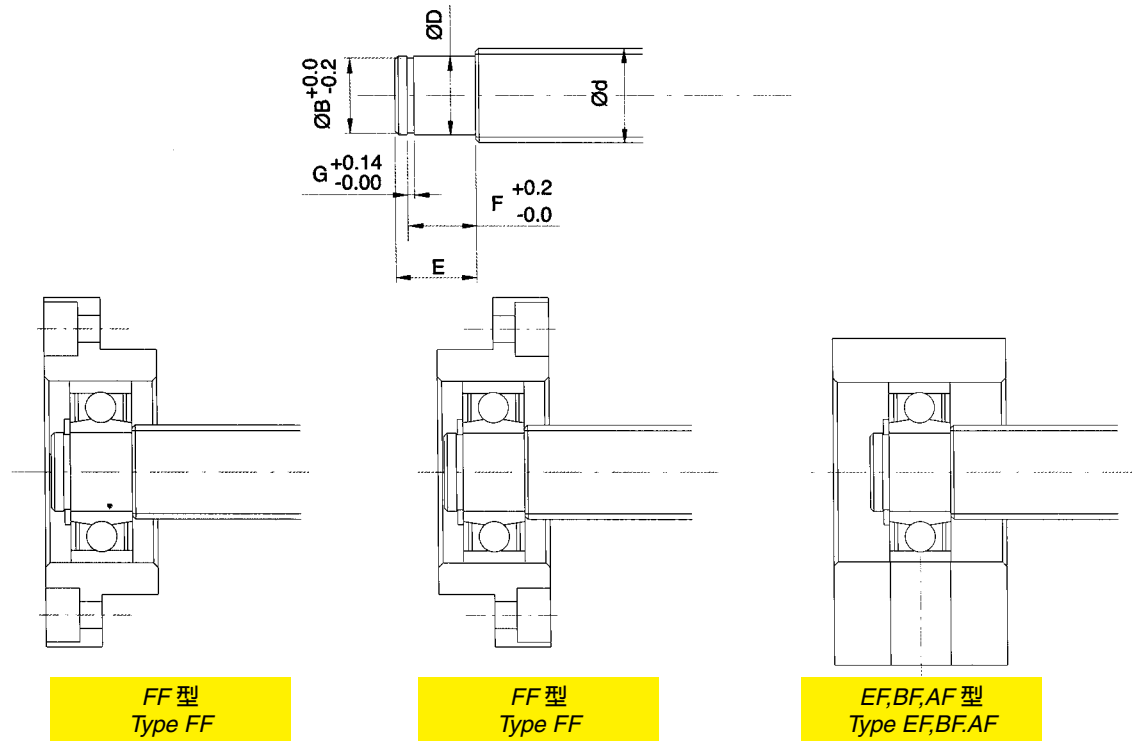 ØD
ØB +0.0 -0.2
Ød
G +0.14 -0.00
F +0.2 -0.0
E
FF 型
Type FF
FF 型
Type FF
EF,BF,AF 型
Type EF,BF.AF